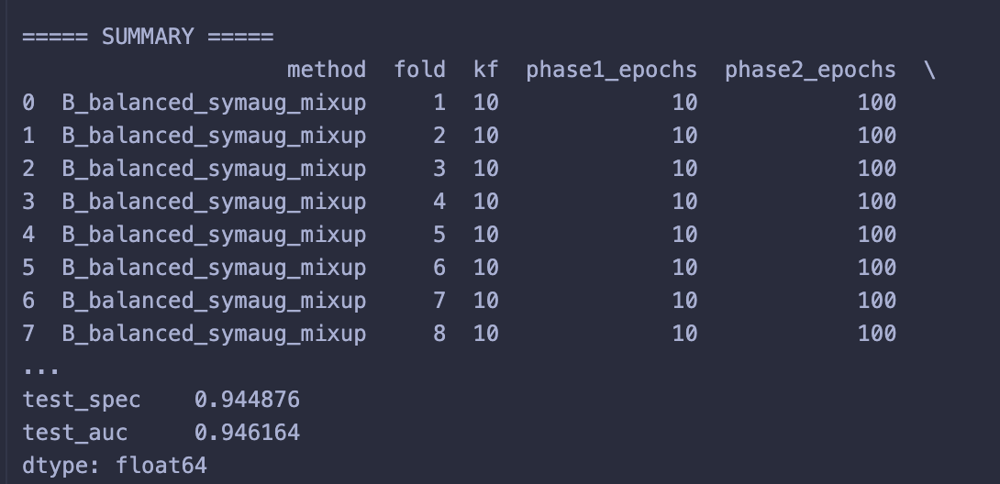 ===== SUMMARY =====
method fold kf phase1_epochs phase2_epochs \
0 B_balanced_symaug_mixup 1 10 10 100
1 B_balanced_symaug_mixup 2 10 10 100
2 B_balanced_symaug_mixup 3 10 10 100
3 B_balanced_symaug_mixup 4 10 10 100
4 B_balanced_symaug_mixup 5 10 10 100
5 B_balanced_symaug_mixup 6 10 10 100
6 B_balanced_symaug_mixup 7 10 10 100
7 B_balanced_symaug_mixup 8 10 10 100
...
test_spec 0.944876
test_auc 0.946164
dtype: float64